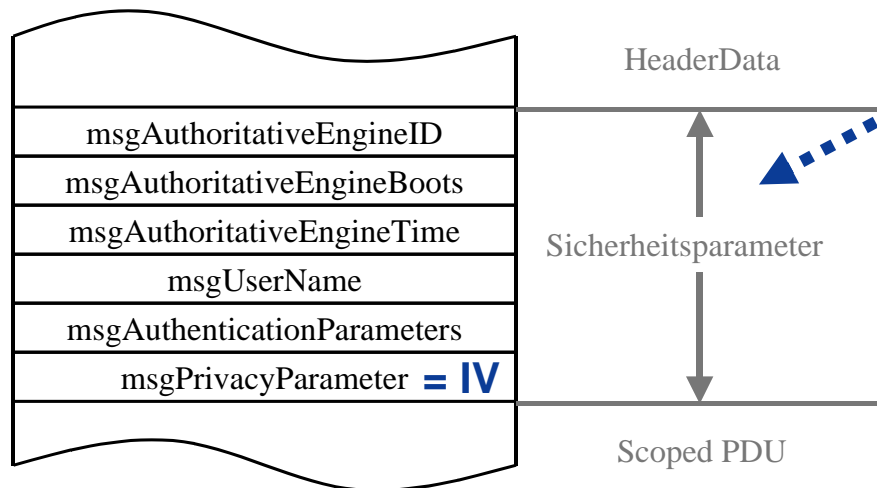 HeaderData
msgAuthoritativeEngineID
msgAuthoritativeEngineBoots
msgAuthoritativeEngineTime
Sicherheitsparameter
msgUserName
msgAuthenticationParameters
msgPrivacyParameter = IV
Scoped PDU